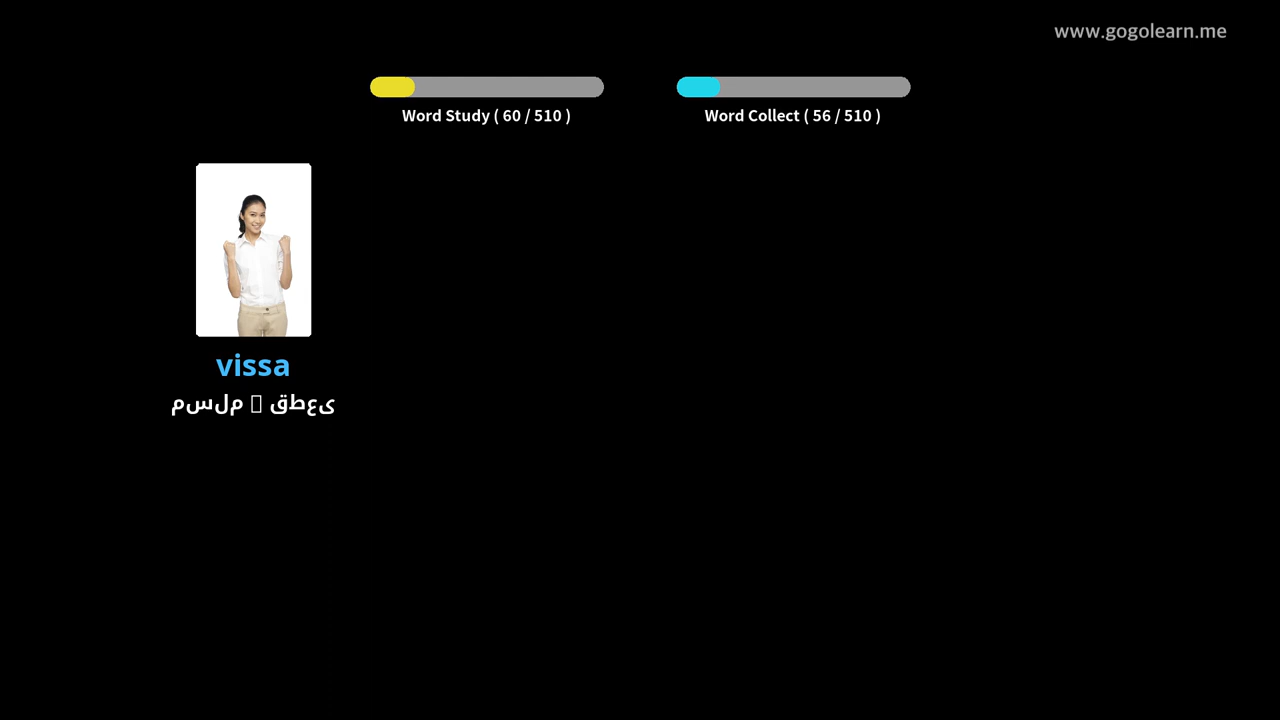 www.gogolearn.me
Word Study ( 60 / 510 )
Word Collect ( 56 / 510 )
vissa
مسلم ▯ قطعی